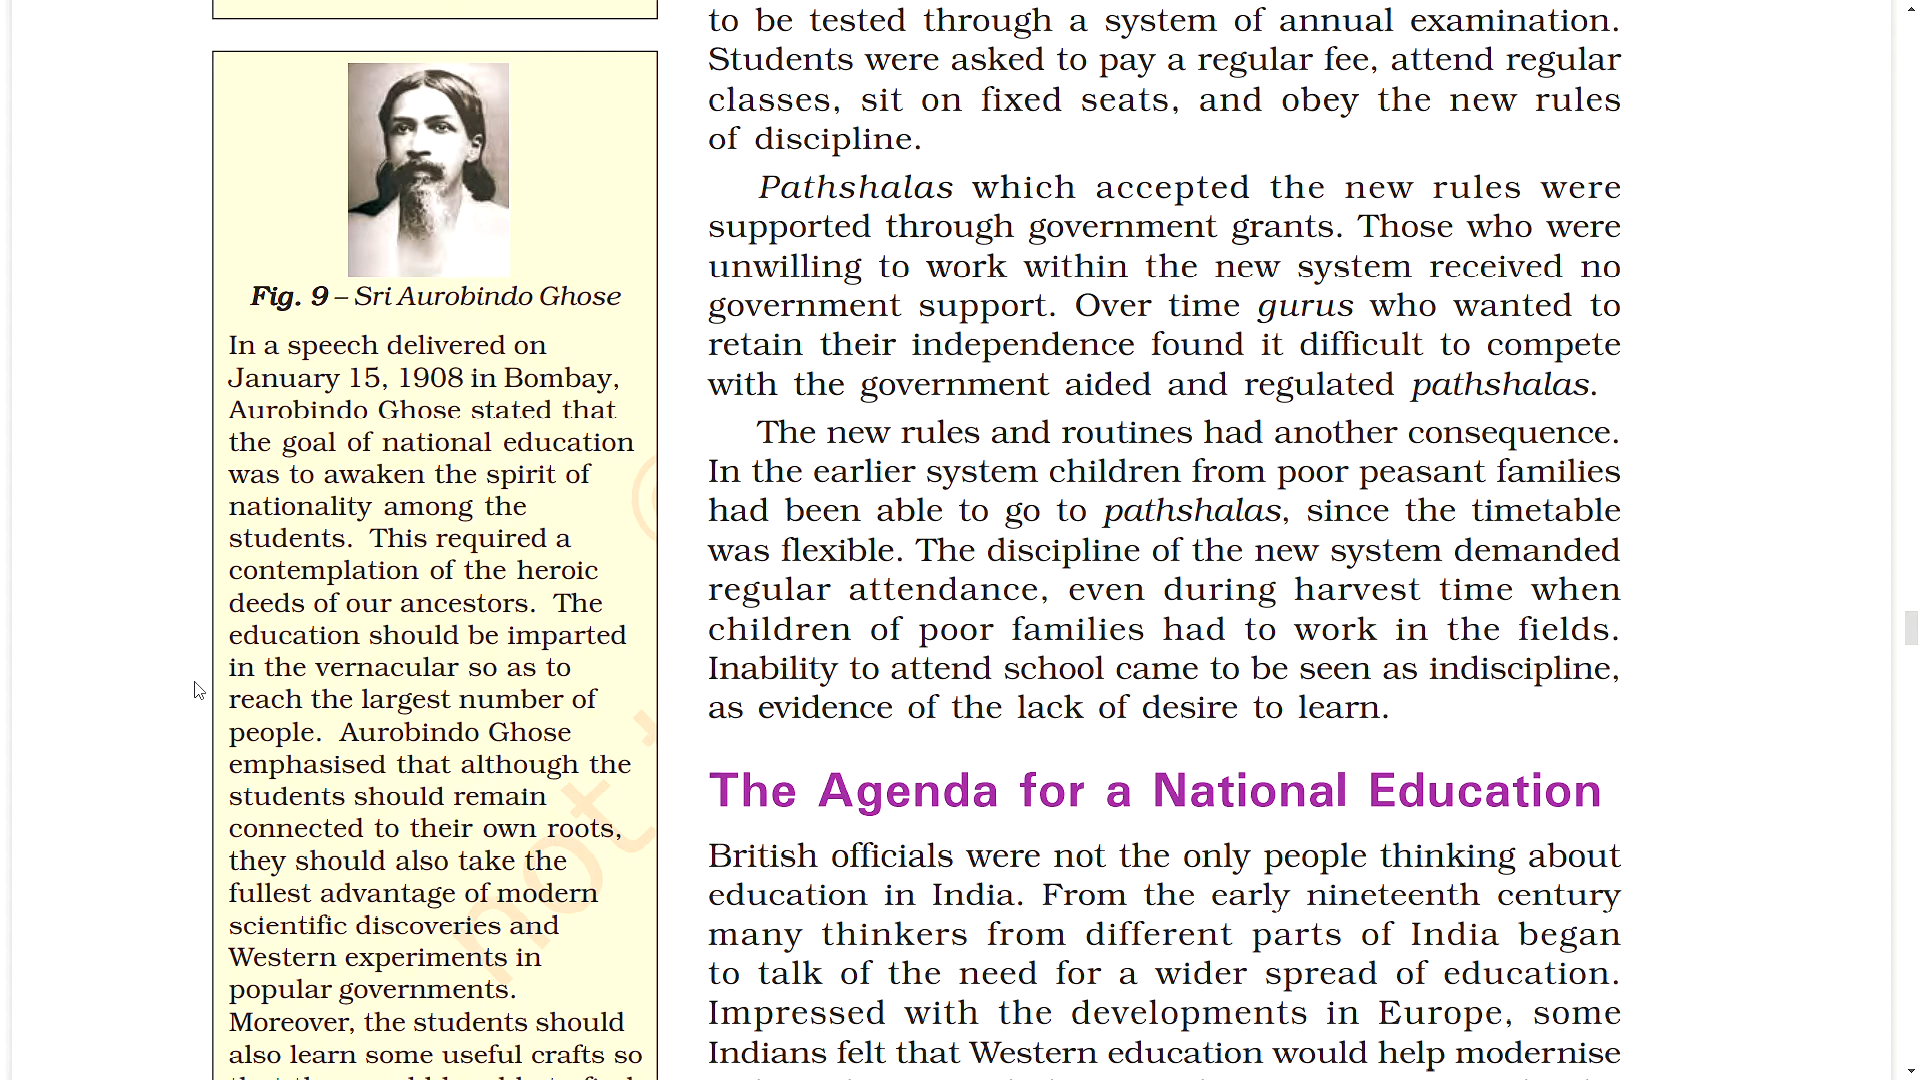 Fig. 9 – Sri Aurobindo Ghose
In a speech delivered on
January 15, 1908 in Bombay,
Aurobindo Ghose stated that
the goal of national education
was to awaken the spirit of
nationality among the
students.  This required a
contemplation of the heroic
deeds of our ancestors.  The
education should be imparted
in the vernacular so as to
reach the largest number of
people.  Aurobindo Ghose
emphasised that although the
students should remain
connected to their own roots,
they should also take the
fullest advantage of modern
scientific discoveries and
Western experiments in
popular governments.
Moreover, the students should
also learn some useful crafts so
to be tested through a system of annual examination.
Students were asked to pay a regular fee, attend regular
classes, sit on fixed seats, and obey the new rules
of discipline.
Pathshalas which accepted the new rules were
supported through government grants. Those who were
unwilling to work within the new system received no
government support. Over time gurus who wanted to
retain their independence found it difficult to compete
with the government aided and regulated pathshalas.
The new rules and routines had another consequence.
In the earlier system children from poor peasant families
had been able to go to pathshalas, since the timetable
was flexible. The discipline of the new system demanded
regular attendance, even during harvest time when
children of poor families had to work in the fields.
Inability to attend school came to be seen as indiscipline,
as evidence of the lack of desire to learn.
The Agenda for a National Education
British officials were not the only people thinking about
education in India. From the early nineteenth century
many thinkers from different parts of India began
to talk of the need for a wider spread of education.
Impressed with the developments in Europe, some
Indians felt that Western education would help modernise
not t